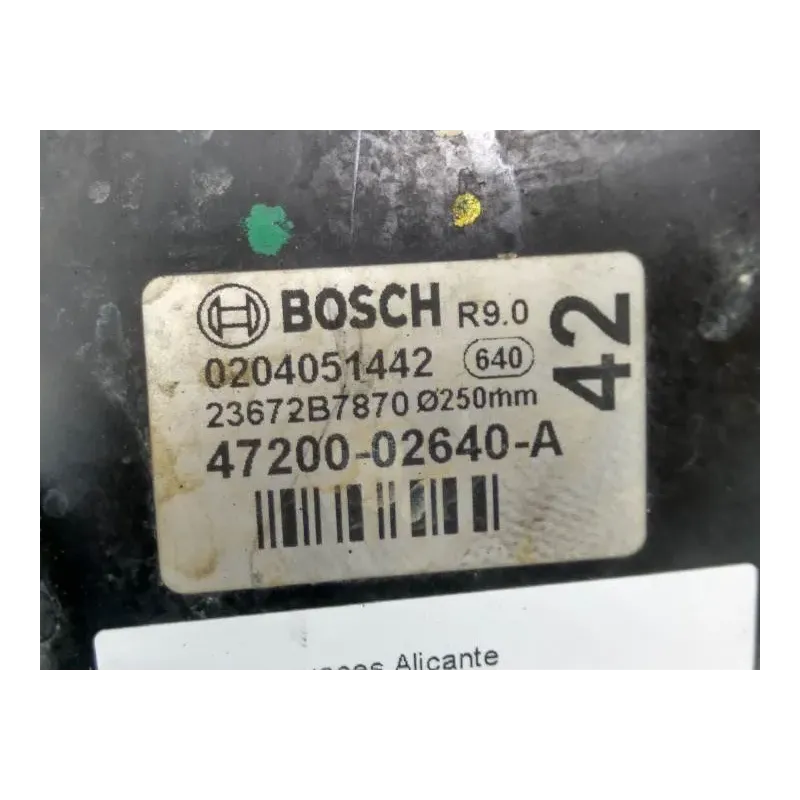 BOSCH R9.0
0204051442 640
23672B7870 Ø250mm
47200-02640-A
42
Alicante